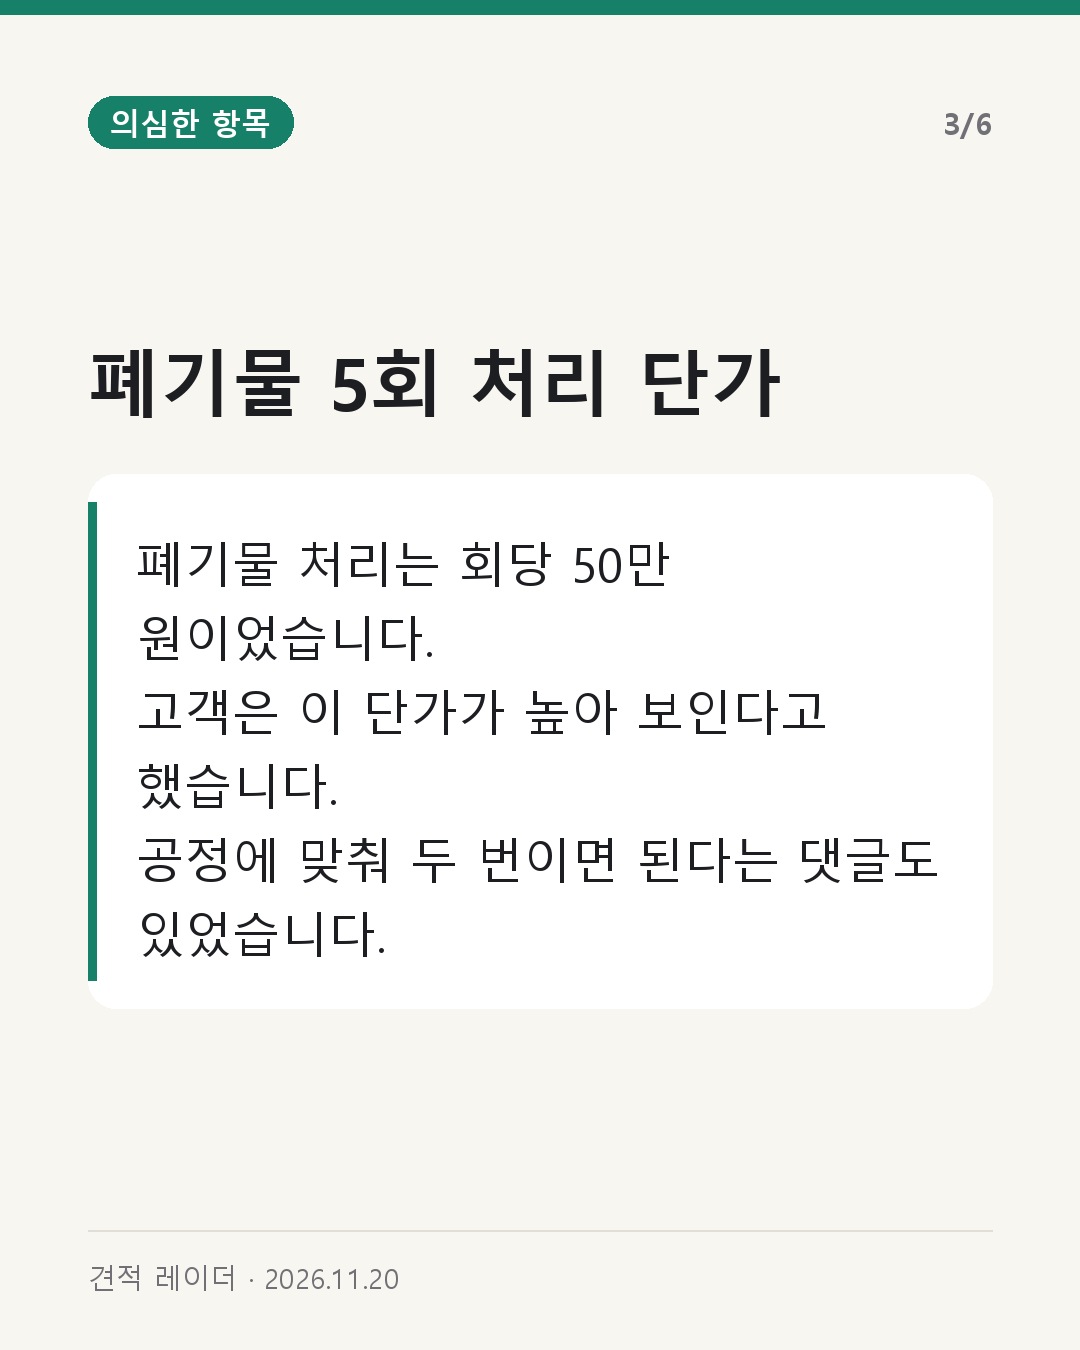 의심한 항목
3/6
폐기물 5회 처리 단가
폐기물 처리는 회당 50만
원이었습니다.
고객은 이 단가가 높아 보인다고
했습니다.
공정에 맞춰 두 번이면 된다는 댓글도
있었습니다.
견적 레이더 · 2026.11.20